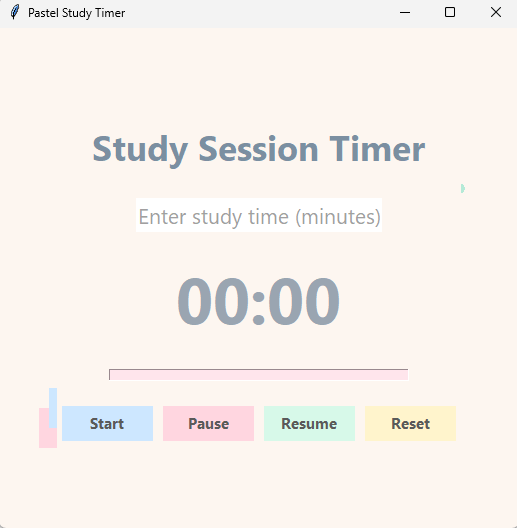 Pastel Study Timer
Study Session Timer
Enter study time (minutes)
00:00
Start Pause Resume Reset